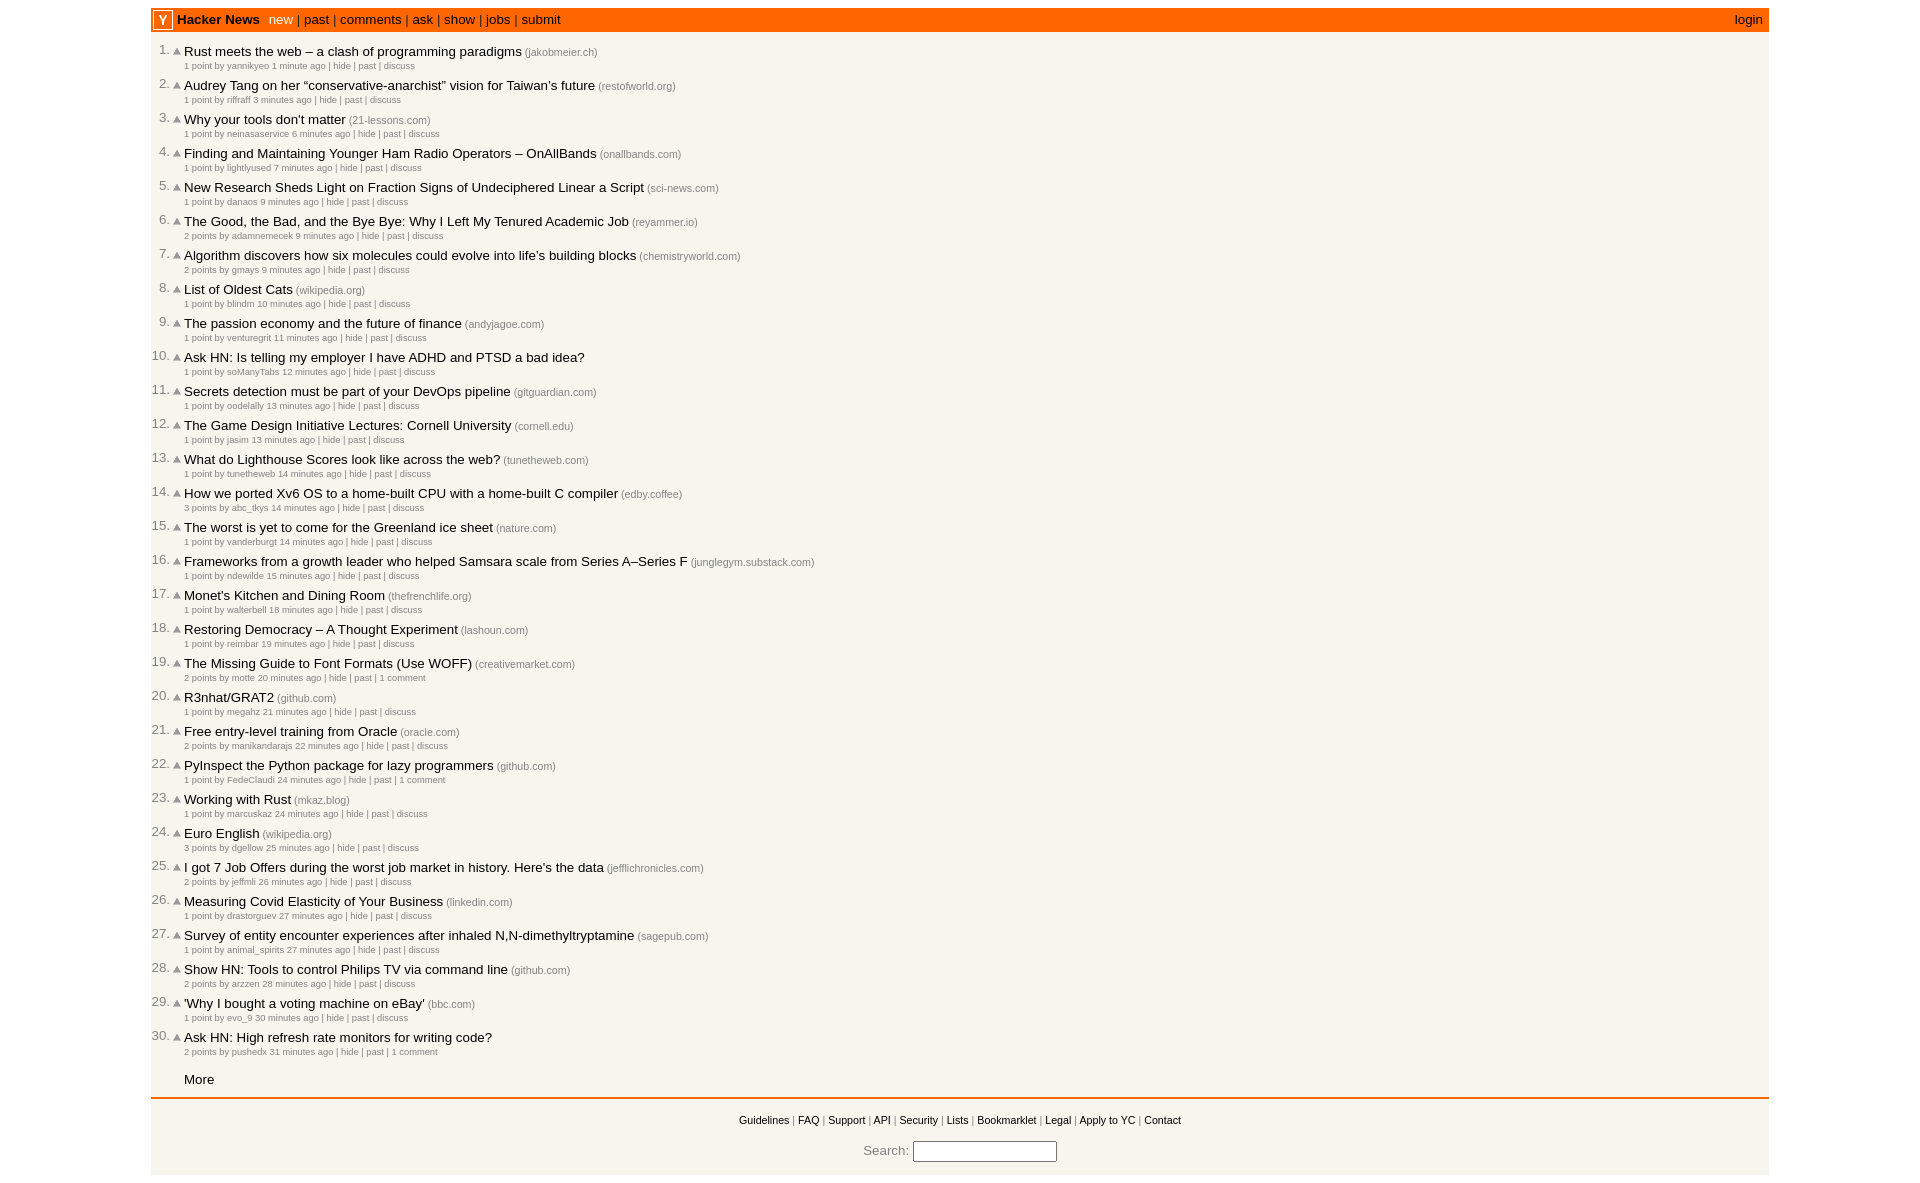 Y Hacker News new | past | comments | ask | show | jobs | submit login
1. Rust meets the web – a clash of programming paradigms (jakobmeier.ch)
1 point by yannikyeo 1 minute ago | hide | past | discuss
2. Audrey Tang on her “conservative-anarchist” vision for Taiwan’s future (restofworld.org)
1 point by riffraff 3 minutes ago | hide | past | discuss
3. Why your tools don't matter (21-lessons.com)
1 point by neinasaservice 6 minutes ago | hide | past | discuss
4. Finding and Maintaining Younger Ham Radio Operators – OnAllBands (onallbands.com)
1 point by lightlyused 7 minutes ago | hide | past | discuss
5. New Research Sheds Light on Fraction Signs of Undeciphered Linear a Script (sci-news.com)
1 point by danaos 9 minutes ago | hide | past | discuss
6. The Good, the Bad, and the Bye Bye: Why I Left My Tenured Academic Job (reyammer.io)
2 points by adamnemecek 9 minutes ago | hide | past | discuss
7. Algorithm discovers how six molecules could evolve into life’s building blocks (chemistryworld.com)
2 points by gmays 9 minutes ago | hide | past | discuss
8. List of Oldest Cats (wikipedia.org)
1 point by blindm 10 minutes ago | hide | past | discuss
9. The passion economy and the future of finance (andyjagoe.com)
1 point by venturegrit 11 minutes ago | hide | past | discuss
10. Ask HN: Is telling my employer I have ADHD and PTSD a bad idea?
1 point by soManyTabs 12 minutes ago | hide | past | discuss
11. Secrets detection must be part of your DevOps pipeline (gitguardian.com)
1 point by oodelally 13 minutes ago | hide | past | discuss
12. The Game Design Initiative Lectures: Cornell University (cornell.edu)
1 point by jasim 13 minutes ago | hide | past | discuss
13. What do Lighthouse Scores look like across the web? (tunetheweb.com)
1 point by tunetheweb 14 minutes ago | hide | past | discuss
14. How we ported Xv6 OS to a home-built CPU with a home-built C compiler (edby.coffee)
3 points by abc_tkys 14 minutes ago | hide | past | discuss
15. The worst is yet to come for the Greenland ice sheet (nature.com)
1 point by vanderburgt 14 minutes ago | hide | past | discuss
16. Frameworks from a growth leader who helped Samsara scale from Series A–Series F (junglegym.substack.com)
1 point by ndewilde 15 minutes ago | hide | past | discuss
17. Monet's Kitchen and Dining Room (thefrenchlife.org)
1 point by walterbell 18 minutes ago | hide | past | discuss
18. Restoring Democracy – A Thought Experiment (lashoun.com)
1 point by reimbar 19 minutes ago | hide | past | discuss
19. The Missing Guide to Font Formats (Use WOFF) (creativemarket.com)
2 points by motte 20 minutes ago | hide | past | 1 comment
20. R3nhat/GRAT2 (github.com)
1 point by megahz 21 minutes ago | hide | past | discuss
21. Free entry-level training from Oracle (oracle.com)
2 points by manikandarajs 22 minutes ago | hide | past | discuss
22. PyInspect the Python package for lazy programmers (github.com)
1 point by FedeClaudi 24 minutes ago | hide | past | 1 comment
23. Working with Rust (mkaz.blog)
1 point by marcuskaz 24 minutes ago | hide | past | discuss
24. Euro English (wikipedia.org)
3 points by dgellow 25 minutes ago | hide | past | discuss
25. I got 7 Job Offers during the worst job market in history. Here's the data (jefflichronicles.com)
2 points by jeffmli 26 minutes ago | hide | past | discuss
26. Measuring Covid Elasticity of Your Business (linkedin.com)
1 point by drastorguev 27 minutes ago | hide | past | discuss
27. Survey of entity encounter experiences after inhaled N,N-dimethyltryptamine (sagepub.com)
1 point by animal_spirits 27 minutes ago | hide | past | discuss
28. Show HN: Tools to control Philips TV via command line (github.com)
2 points by arzzen 28 minutes ago | hide | past | discuss
29. 'Why I bought a voting machine on eBay' (bbc.com)
1 point by evo_9 30 minutes ago | hide | past | discuss
30. Ask HN: High refresh rate monitors for writing code?
2 points by pushedx 31 minutes ago | hide | past | 1 comment
More
Guidelines | FAQ | Support | API | Security | Lists | Bookmarklet | Legal | Apply to YC | Contact
Search: